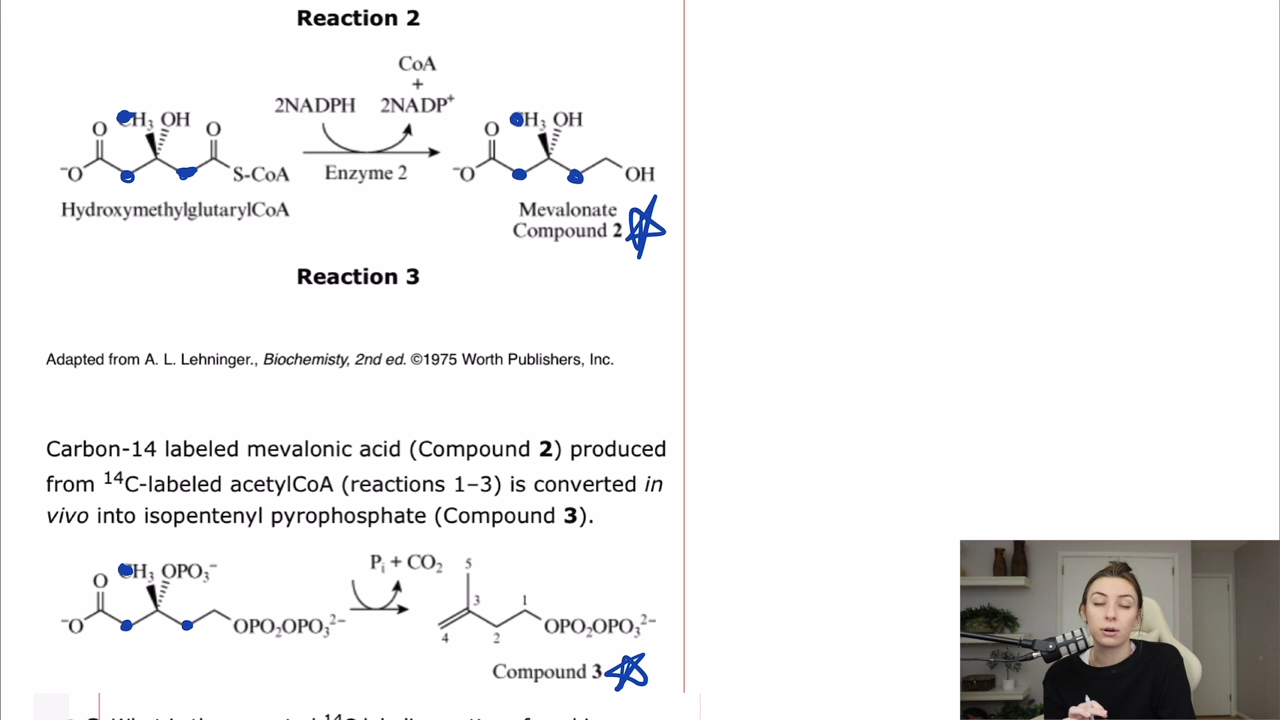 Reaction 2
CoA
+
2NADPH 2NADP⁺
O CH₃ OH O
⁻O S-CoA
Enzyme 2
HydroxymethylglutarylCoA
O CH₃ OH
⁻O OH
Mevalonate
Compound 2
Reaction 3
Adapted from A. L. Lehninger., Biochemisty, 2nd ed. ©1975 Worth Publishers, Inc.
Carbon-14 labeled mevalonic acid (Compound 2) produced
from ¹⁴C-labeled acetylCoA (reactions 1–3) is converted in
vivo into isopentenyl pyrophosphate (Compound 3).
O CH₃ OPO₃⁻
⁻O OPO₂OPO₃²⁻
Pᵢ + CO₂
5
3 1
4 2
OPO₂OPO₃²⁻
Compound 3